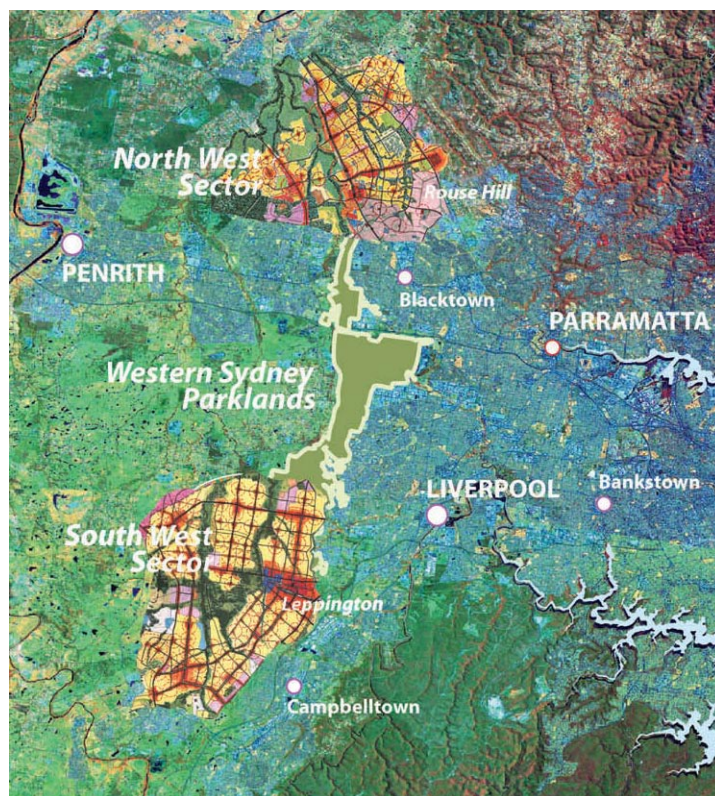 North West
Sector
Rouse Hill
PENRITH
Blacktown
PARRAMATTA
Western Sydney
Parklands
LIVERPOOL
Bankstown
South West
Sector
Leppington
Campbelltown